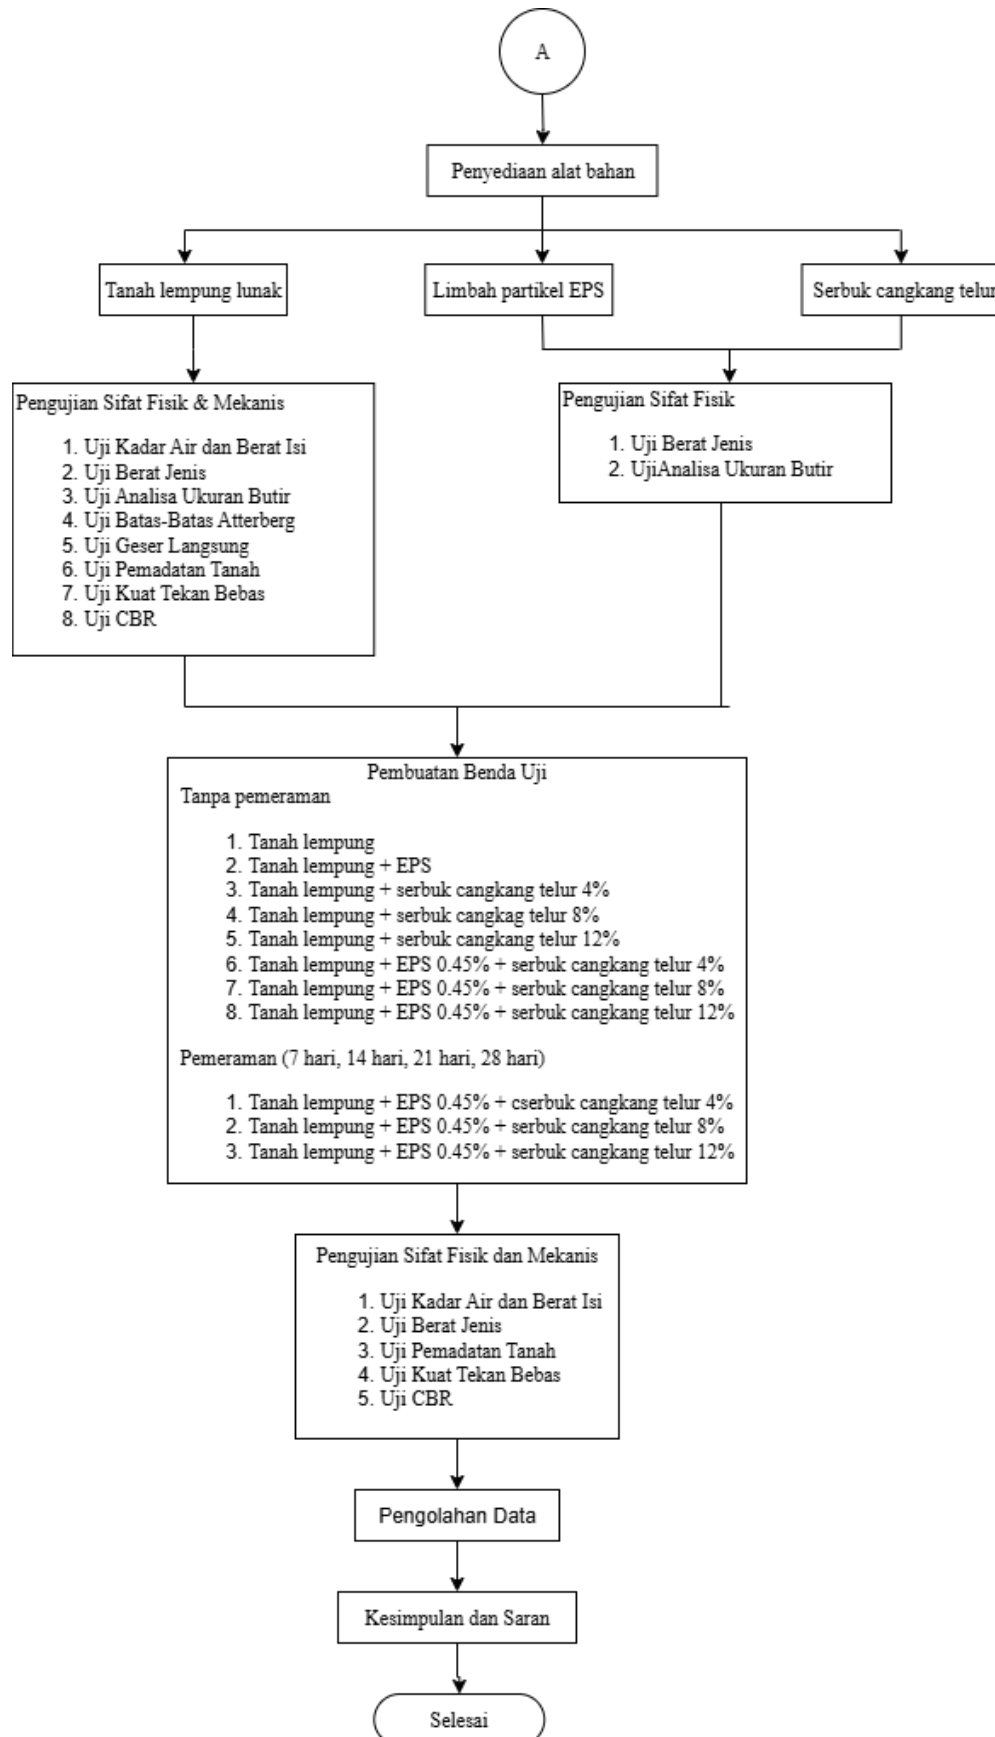 A
Penyediaan alat bahan
Tanah lempung lunak
Limbah partikel EPS
Serbuk cangkang telur
Pengujian Sifat Fisik & Mekanis
1. Uji Kadar Air dan Berat Isi
2. Uji Berat Jenis
3. Uji Analisa Ukuran Butir
4. Uji Batas-Batas Atterberg
5. Uji Geser Langsung
6. Uji Pemadatan Tanah
7. Uji Kuat Tekan Bebas
8. Uji CBR
Pengujian Sifat Fisik
1. Uji Berat Jenis
2. UjiAnalisa Ukuran Butir
Pembuatan Benda Uji
Tanpa pemeraman
1. Tanah lempung
2. Tanah lempung + EPS
3. Tanah lempung + serbuk cangkang telur 4%
4. Tanah lempung + serbuk cangkag telur 8%
5. Tanah lempung + serbuk cangkang telur 12%
6. Tanah lempung + EPS 0.45% + serbuk cangkang telur 4%
7. Tanah lempung + EPS 0.45% + serbuk cangkang telur 8%
8. Tanah lempung + EPS 0.45% + serbuk cangkang telur 12%
Pemeraman (7 hari, 14 hari, 21 hari, 28 hari)
1. Tanah lempung + EPS 0.45% + cserbuk cangkang telur 4%
2. Tanah lempung + EPS 0.45% + serbuk cangkang telur 8%
3. Tanah lempung + EPS 0.45% + serbuk cangkang telur 12%
Pengujian Sifat Fisik dan Mekanis
1. Uji Kadar Air dan Berat Isi
2. Uji Berat Jenis
3. Uji Pemadatan Tanah
4. Uji Kuat Tekan Bebas
5. Uji CBR
Pengolahan Data
Kesimpulan dan Saran
Selesai